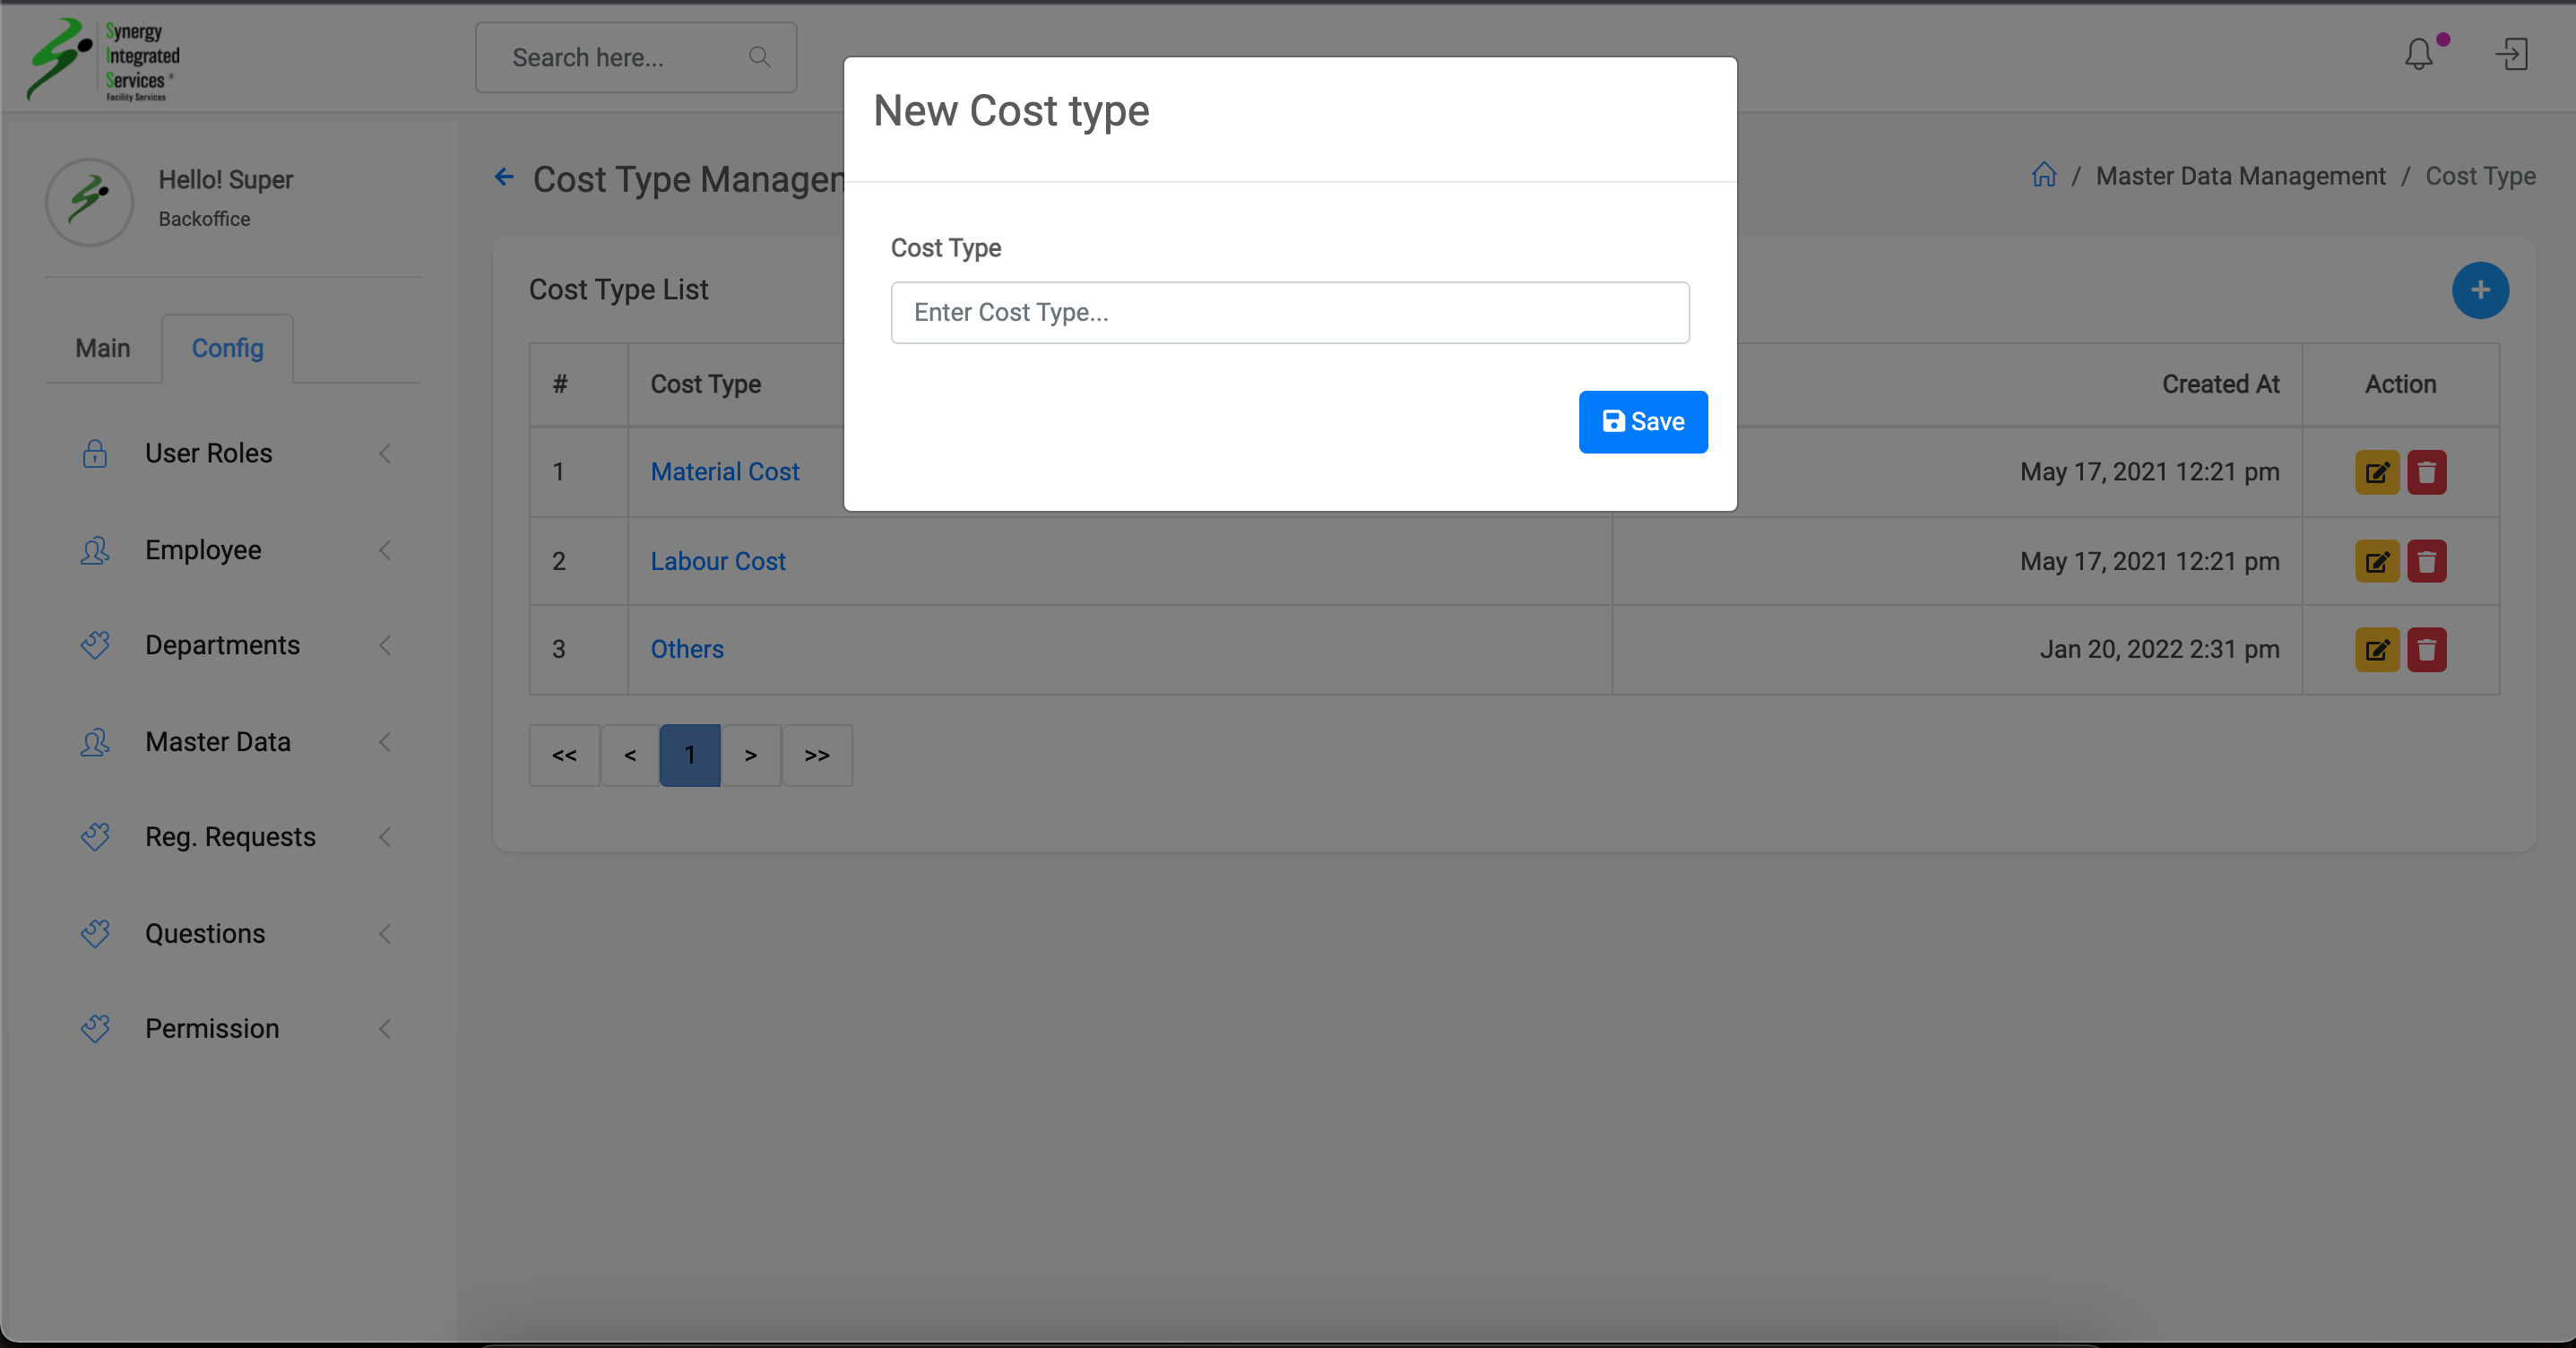 Synergy
Integrated
Services
Facility Services
Search here...
New Cost type
Hello! Super
Backoffice
Cost Type Managem
/ Master Data Management / Cost Type
Cost Type
Enter Cost Type...
Save
Cost Type List
Main
Config
# Cost Type Created At Action
1 Material Cost May 17, 2021 12:21 pm
2 Labour Cost May 17, 2021 12:21 pm
3 Others Jan 20, 2022 2:31 pm
<< < 1 > >>
User Roles
Employee
Departments
Master Data
Reg. Requests
Questions
Permission